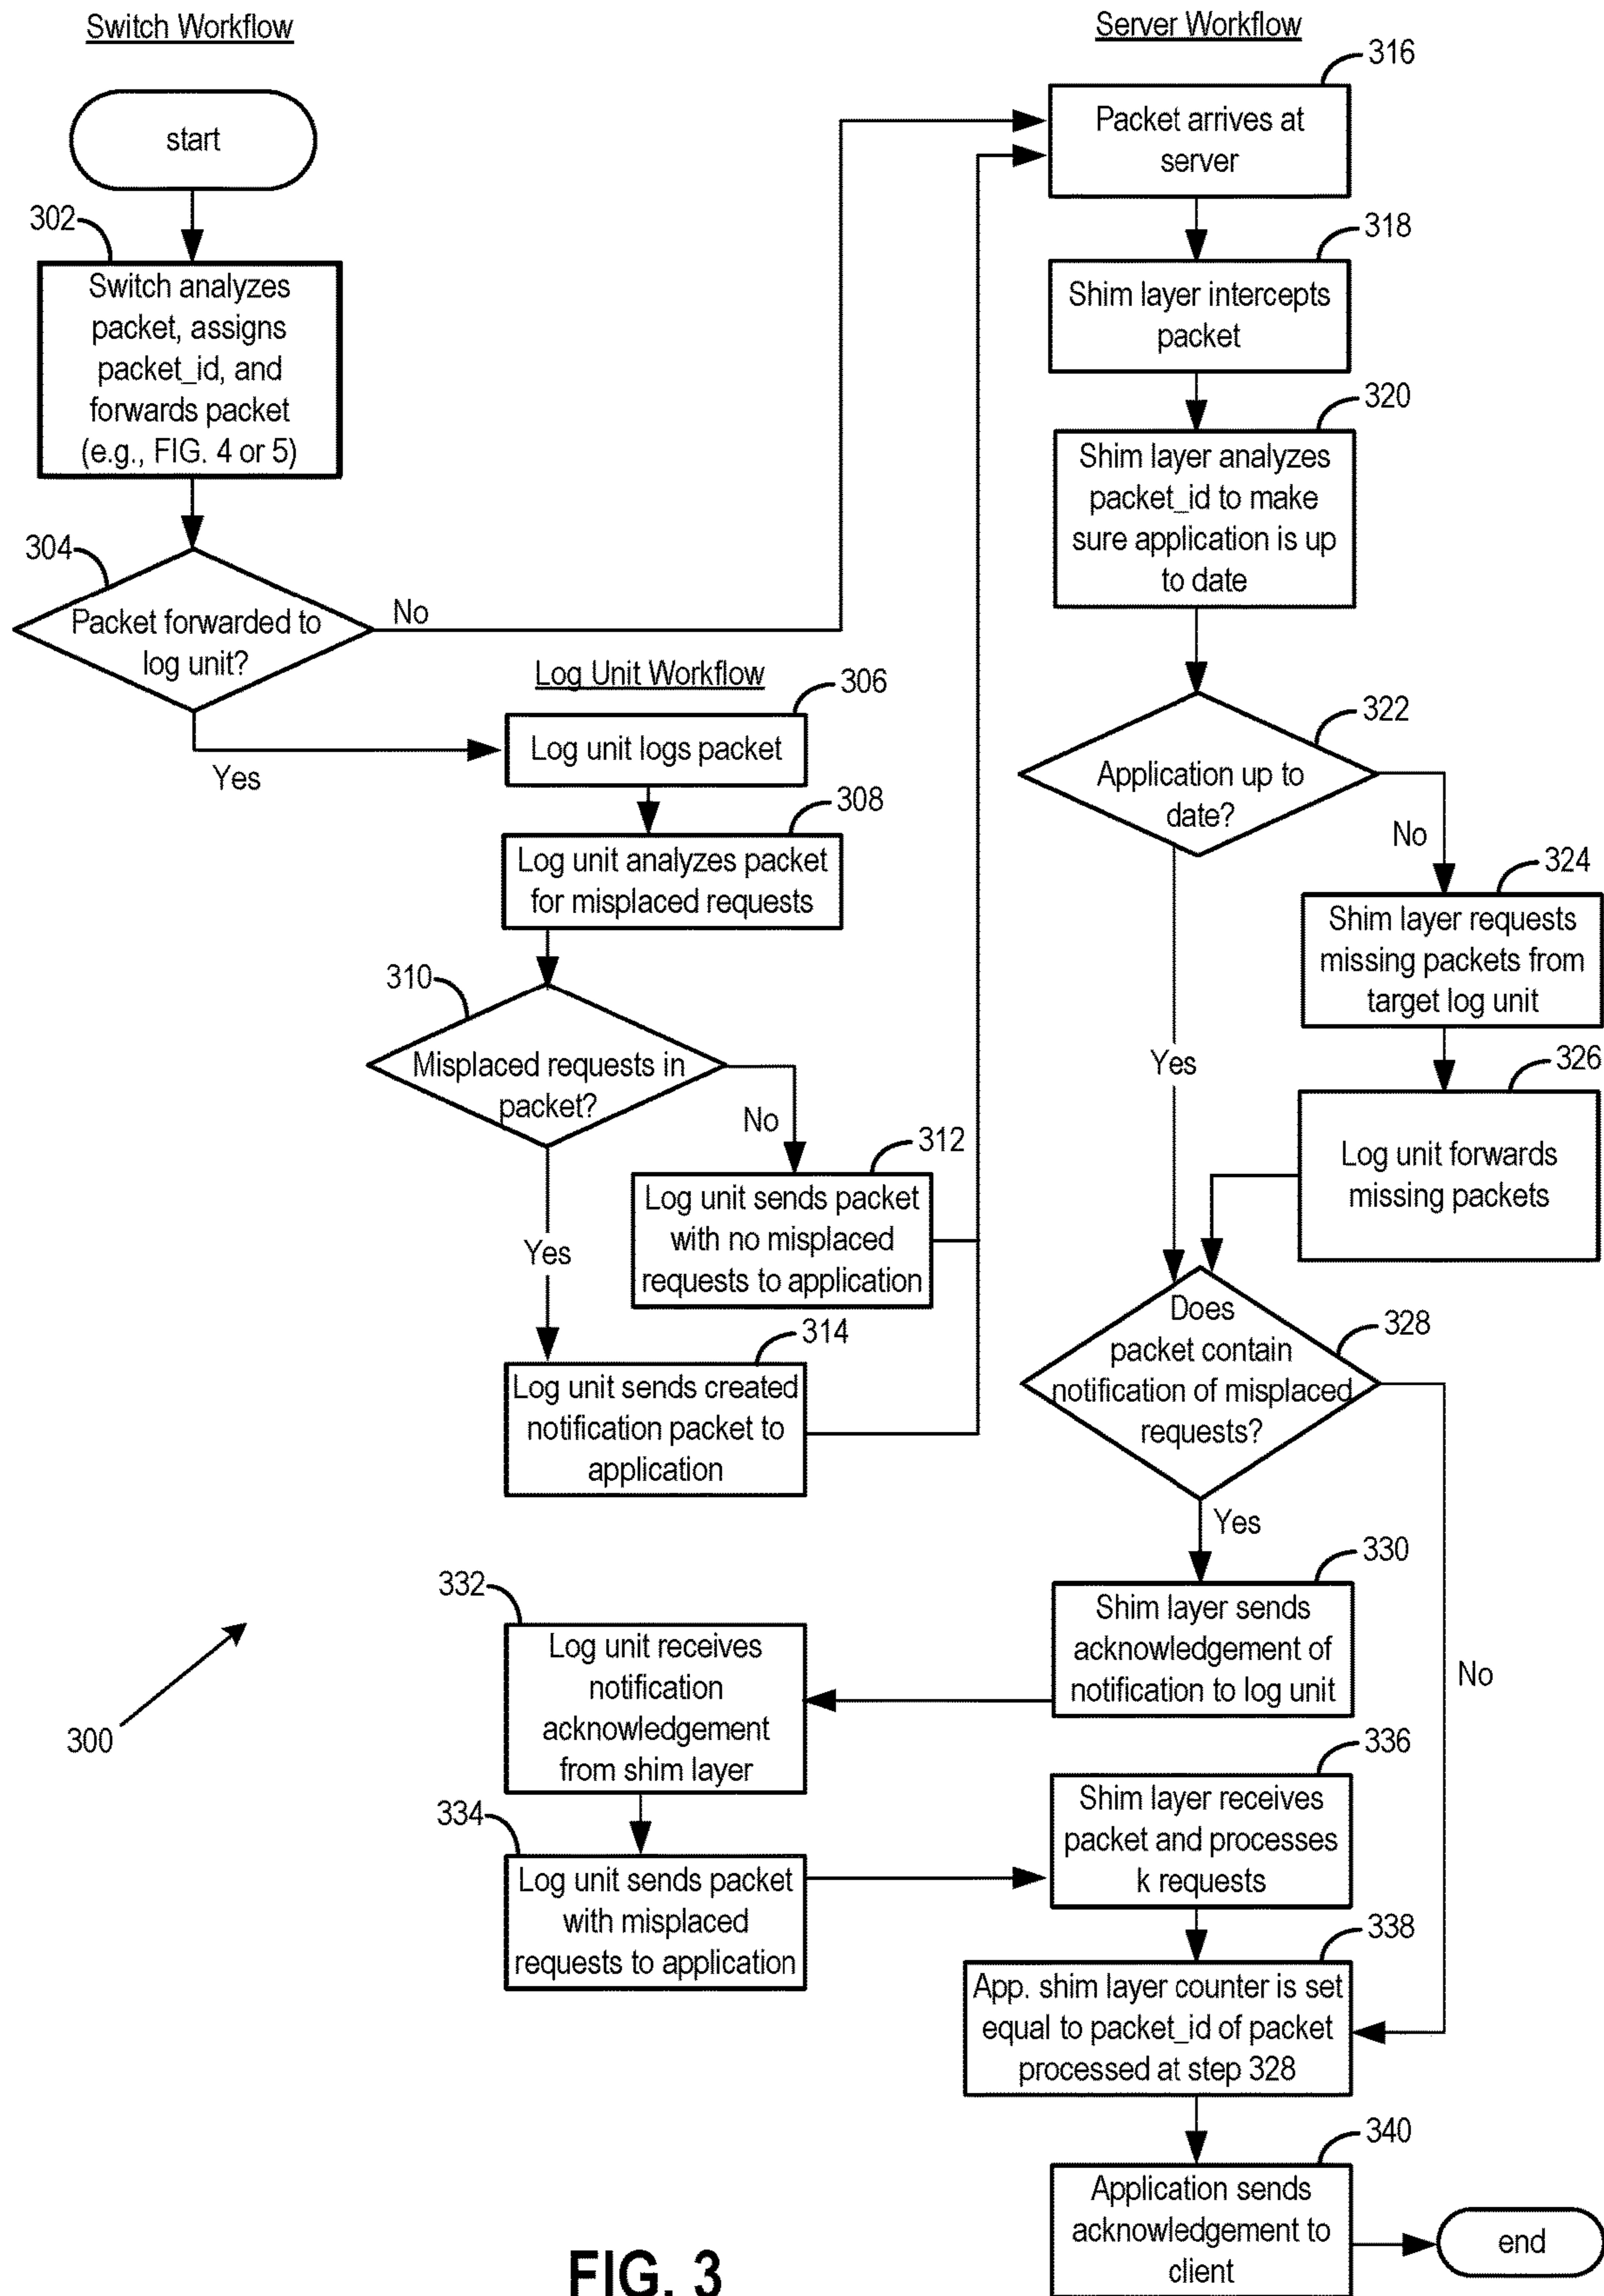 Switch Workflow
start
302
Switch analyzes
packet, assigns
packet_id, and
forwards packet
(e.g., FIG. 4 or 5)
304
Packet forwarded to
log unit?
No
Yes
Log Unit Workflow
306
Log unit logs packet
308
Log unit analyzes packet
for misplaced requests
310
Misplaced requests in
packet?
No
Yes
312
Log unit sends packet
with no misplaced
requests to application
314
Log unit sends created
notification packet to
application
Server Workflow
316
Packet arrives at
server
318
Shim layer intercepts
packet
320
Shim layer analyzes
packet_id to make
sure application is up
to date
322
Application up to
date?
No
Yes
324
Shim layer requests
missing packets from
target log unit
326
Log unit forwards
missing packets
328
Does
packet contain
notification of misplaced
requests?
Yes
No
330
Shim layer sends
acknowledgement of
notification to log unit
332
Log unit receives
notification
acknowledgement
from shim layer
334
Log unit sends packet
with misplaced
requests to application
336
Shim layer receives
packet and processes
k requests
338
App. shim layer counter is set
equal to packet_id of packet
processed at step 328
340
Application sends
acknowledgement to
client
end
300
FIG. 3